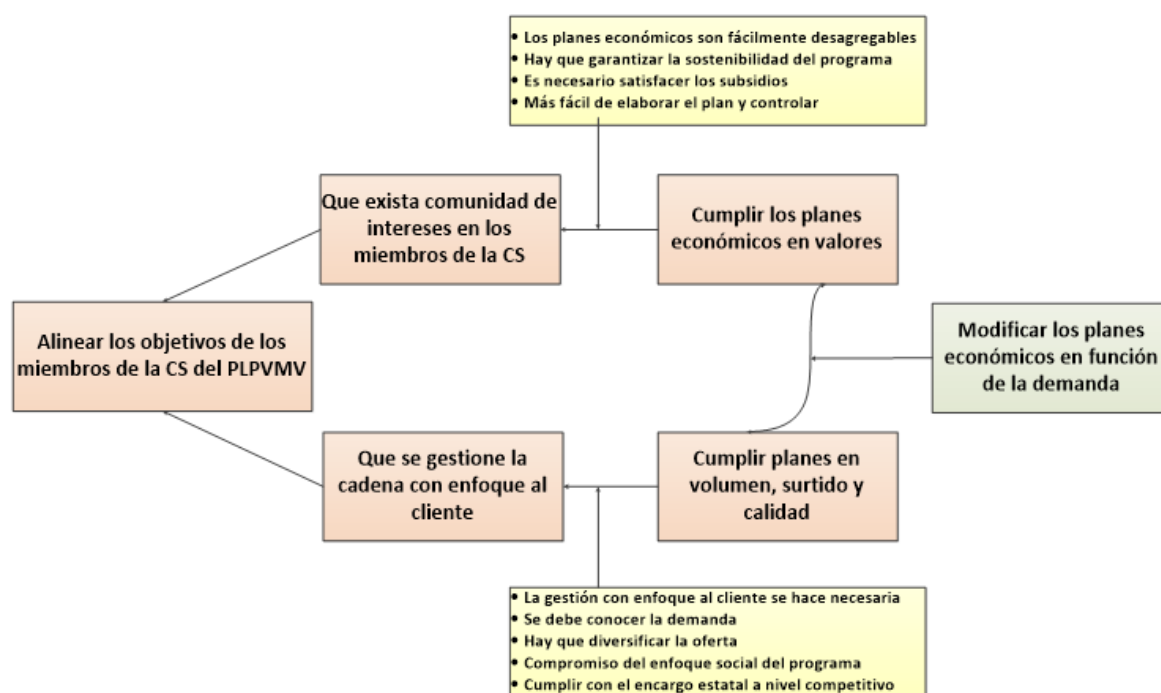 • Los planes económicos son fácilmente desagregables
• Hay que garantizar la sostenibilidad del programa
• Es necesario satisfacer los subsidios
• Más fácil de elaborar el plan y controlar
Que exista comunidad de
intereses en los
miembros de la CS
Cumplir los planes
económicos en valores
Alinear los objetivos de los
miembros de la CS del PLPVMV
Modificar los planes
económicos en función
de la demanda
Que se gestione la
cadena con enfoque al
cliente
Cumplir planes en
volumen, surtido y
calidad
• La gestión con enfoque al cliente se hace necesaria
• Se debe conocer la demanda
• Hay que diversificar la oferta
• Compromiso del enfoque social del programa
• Cumplir con el encargo estatal a nivel competitivo